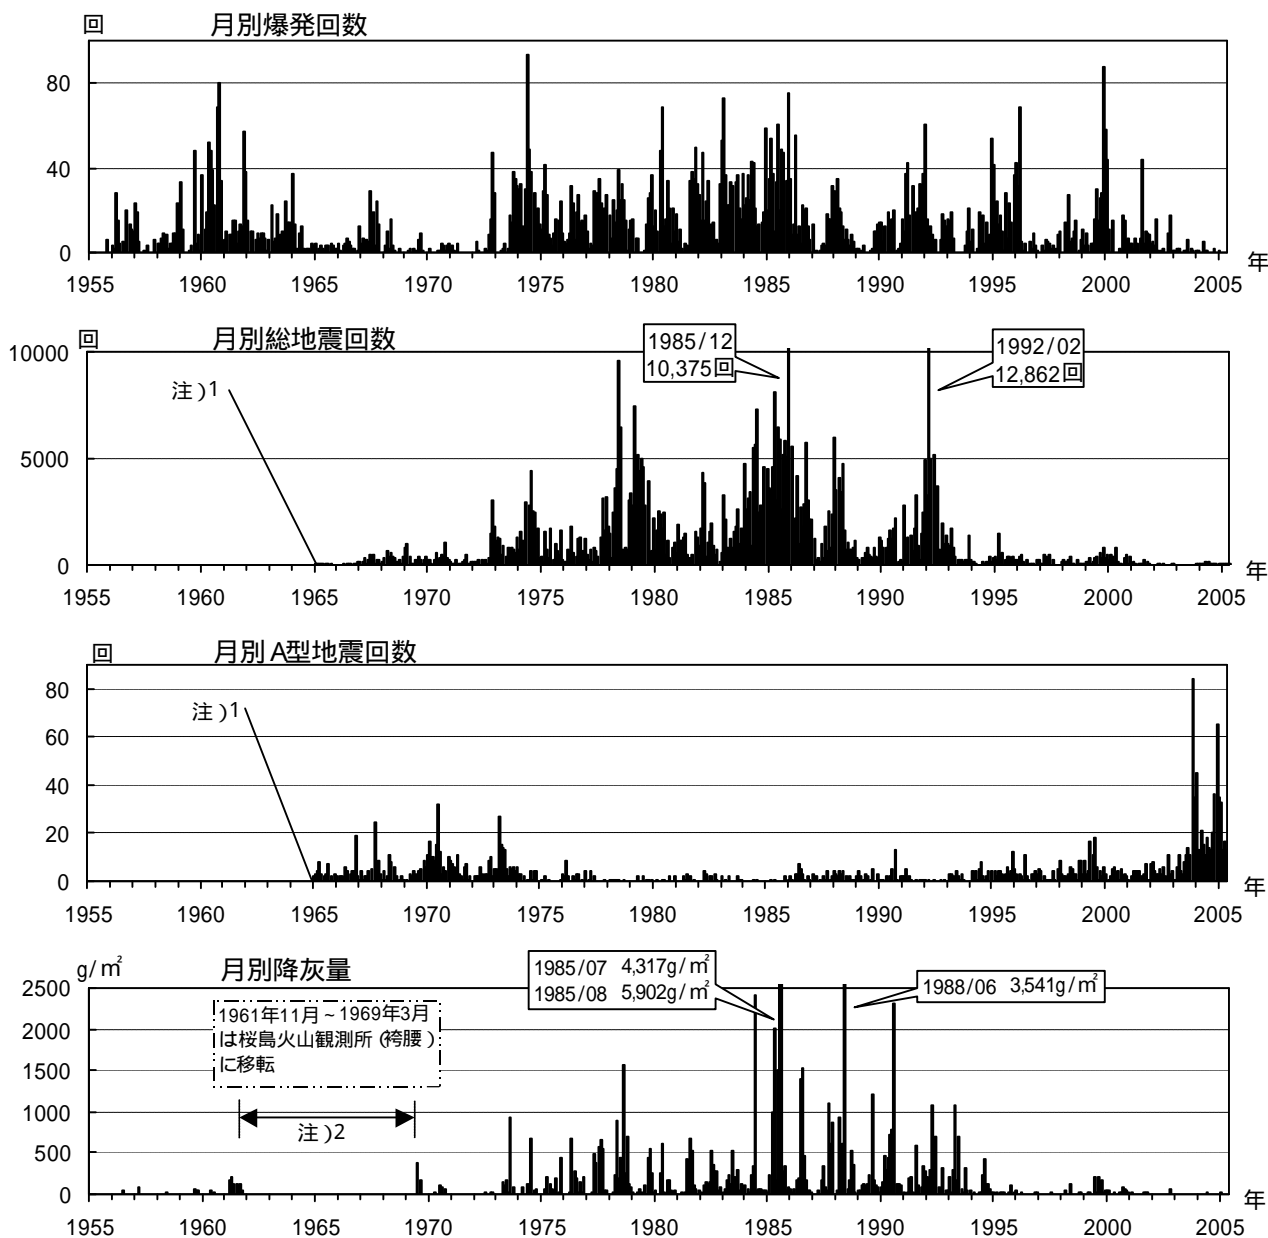 回 月別爆発回数
80
40
0
1955 1960 1965 1970 1975 1980 1985 1990 1995 2000 2005 年
回 月別総地震回数
10000
5000
0
注)1
1985/12
10,375回
1992/02
12,862回
1955 1960 1965 1970 1975 1980 1985 1990 1995 2000 2005 年
回 月別A型地震回数
80
60
40
20
0
注)1
1955 1960 1965 1970 1975 1980 1985 1990 1995 2000 2005 年
g/㎡ 月別降灰量
2500
2000
1500
1000
500
0
1961年11月~1969年3月
は桜島火山観測所(袴腰)
に移転
注)2
1985/07 4,317g/㎡
1985/08 5,902g/㎡
1988/06 3,541g/㎡
1955 1960 1965 1970 1975 1980 1985 1990 1995 2000 2005 年